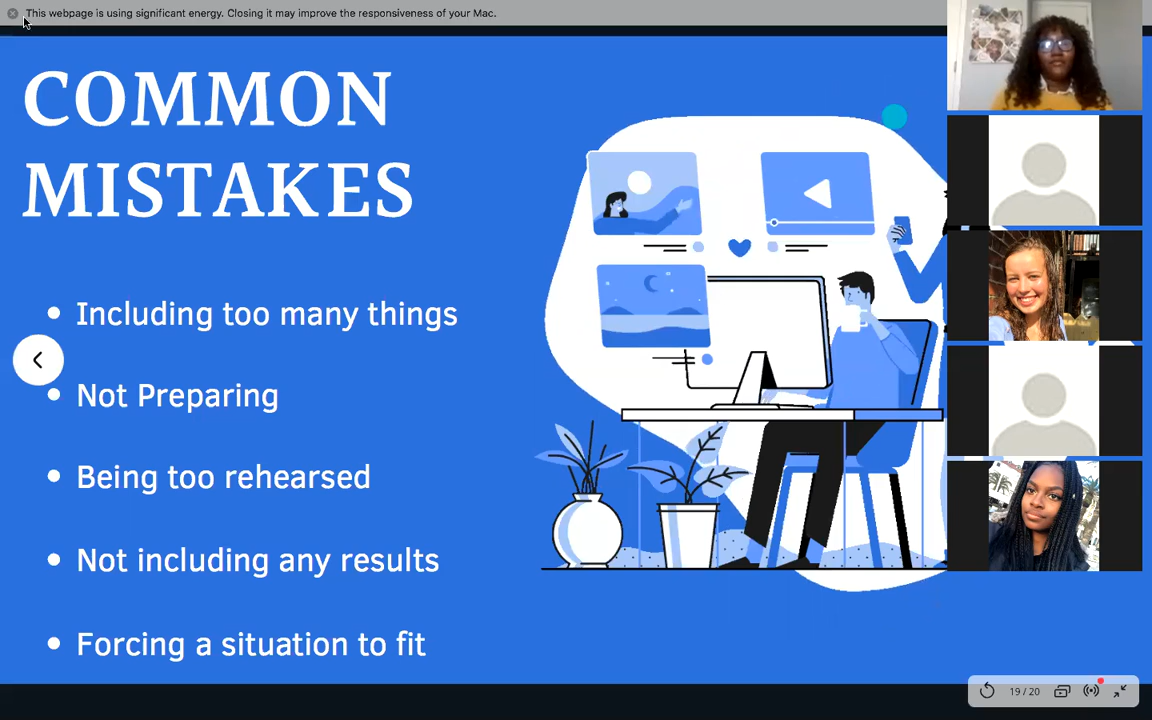 This webpage is using significant energy. Closing it may improve the responsiveness of your Mac.
COMMON
MISTAKES
Including too many things
Not Preparing
Being too rehearsed
Not including any results
Forcing a situation to fit
19 / 20